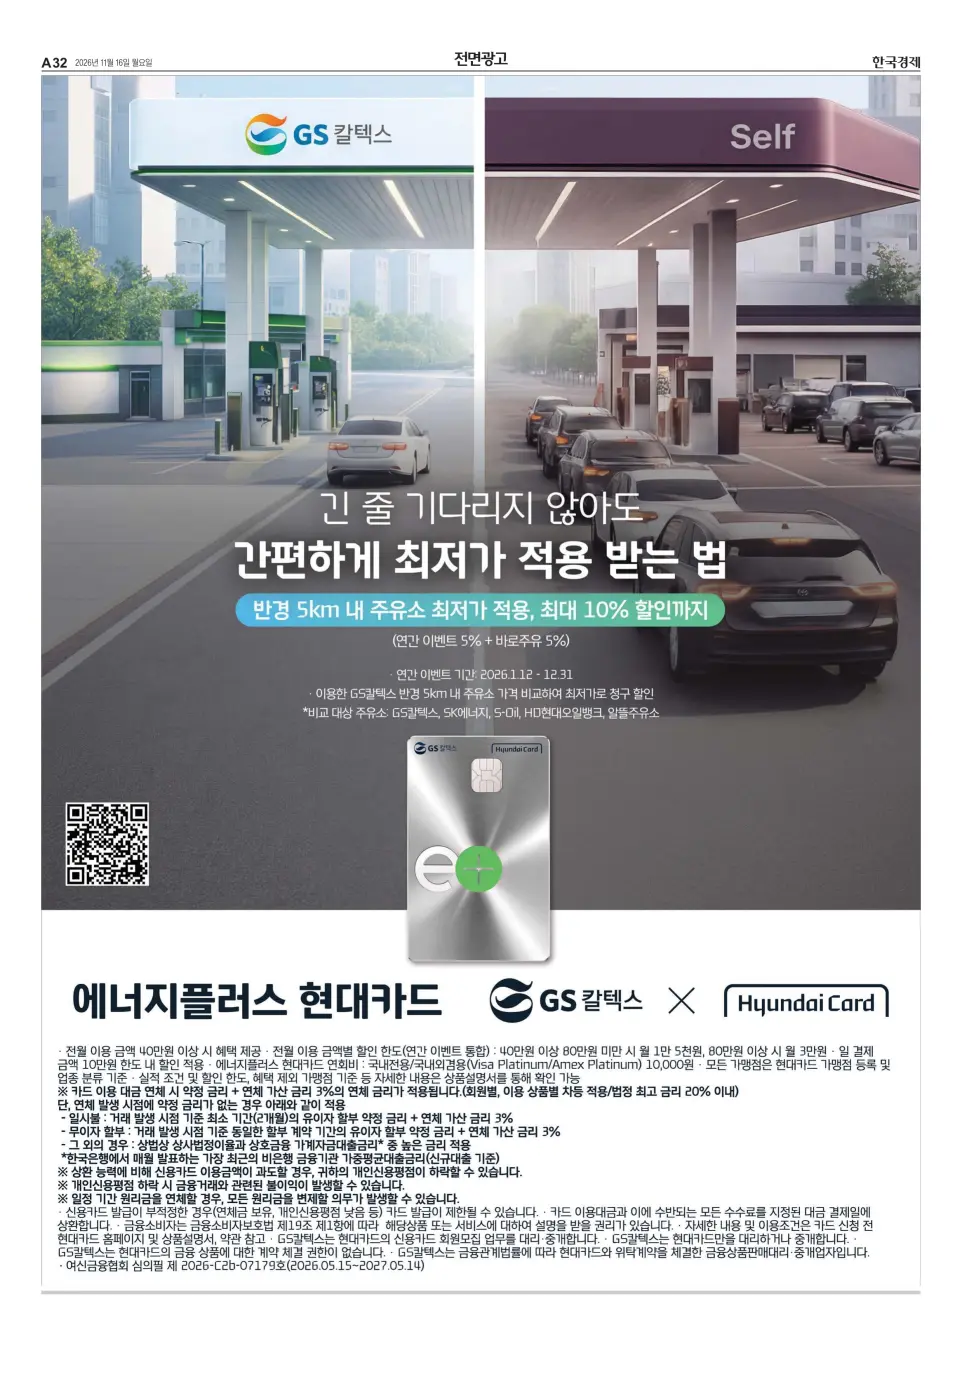 A32 2026년 11월 16일 월요일
전면광고
한국경제
GS 칼텍스
Self
긴 줄 기다리지 않아도
간편하게 최저가 적용 받는 법
반경 5km 내 주유소 최저가 적용, 최대 10% 할인까지
(연간 이벤트 5% + 바로주유 5%)
· 연간 이벤트 기간: 2026.1.12 - 12.31
· 이용한 GS칼텍스 반경 5km 내 주유소 가격 비교하여 최저가로 청구 할인
*비교 대상 주유소: GS칼텍스, SK에너지, S-Oil, HD현대오일뱅크, 알뜰주유소
GS 칼텍스
Hyundai Card
e+
에너지플러스 현대카드
GS 칼텍스
Hyundai Card
· 전월 이용 금액 40만원 이상 시 혜택 제공 · 전월 이용 금액별 할인 한도(연간 이벤트 통합) : 40만원 이상 80만원 미만 시 월 1만 5천원, 80만원 이상 시 월 3만원 · 일 결제
금액 10만원 한도 내 할인 적용 · 에너지플러스 현대카드 연회비 : 국내전용/국내외겸용(Visa Platinum/Amex Platinum) 10,000원 · 모든 가맹점은 현대카드 가맹점 등록 및
업종 분류 기준 · 실적 조건 및 할인 한도, 혜택 제외 가맹점 기준 등 자세한 내용은 상품설명서를 통해 확인 가능
※ 카드 이용 대금 연체 시 약정 금리 + 연체 가산 금리 3%의 연체 금리가 적용됩니다.(회원별, 이용 상품별 차등 적용/법정 최고 금리 20% 이내)
단, 연체 발생 시점에 약정 금리가 없는 경우 아래와 같이 적용
- 일시불 : 거래 발생 시점 기준 최소 기간(2개월)의 유이자 할부 약정 금리 + 연체 가산 금리 3%
- 무이자 할부 : 거래 발생 시점 기준 동일한 할부 계약 기간의 유이자 할부 약정 금리 + 연체 가산 금리 3%
- 그 외의 경우 : 상법상 상사법정이율과 상호금융 가계자금대출금리* 중 높은 금리 적용
*한국은행에서 매월 발표하는 가장 최근의 비은행 금융기관 가중평균대출금리(신규대출 기준)
※ 상환 능력에 비해 신용카드 이용금액이 과도할 경우, 귀하의 개인신용평점이 하락할 수 있습니다.
※ 개인신용평점 하락 시 금융거래와 관련된 불이익이 발생할 수 있습니다.
※ 일정 기간 원리금을 연체할 경우, 모든 원리금을 변제할 의무가 발생할 수 있습니다.
· 신용카드 발급이 부적정한 경우(연체금 보유, 개인신용평점 낮음 등) 카드 발급이 제한될 수 있습니다. · 카드 이용대금과 이에 수반되는 모든 수수료를 지정된 대금 결제일에
상환합니다. · 금융소비자는 금융소비자보호법 제19조 제1항에 따라 해당상품 또는 서비스에 대하여 설명을 받을 권리가 있습니다. · 자세한 내용 및 이용조건은 카드 신청 전
현대카드 홈페이지 및 상품설명서, 약관 참고 · GS칼텍스는 현대카드의 신용카드 회원모집 업무를 대리·중개합니다. · GS칼텍스는 현대카드만을 대리하거나 중개합니다. ·
GS칼텍스는 현대카드의 금융 상품에 대한 계약 체결 권한이 없습니다. · GS칼텍스는 금융관계법률에 따라 현대카드와 위탁계약을 체결한 금융상품판매대리·중개업자입니다.
· 여신금융협회 심의필 제 2026-C2b-07179호(2026.05.15~2027.05.14)